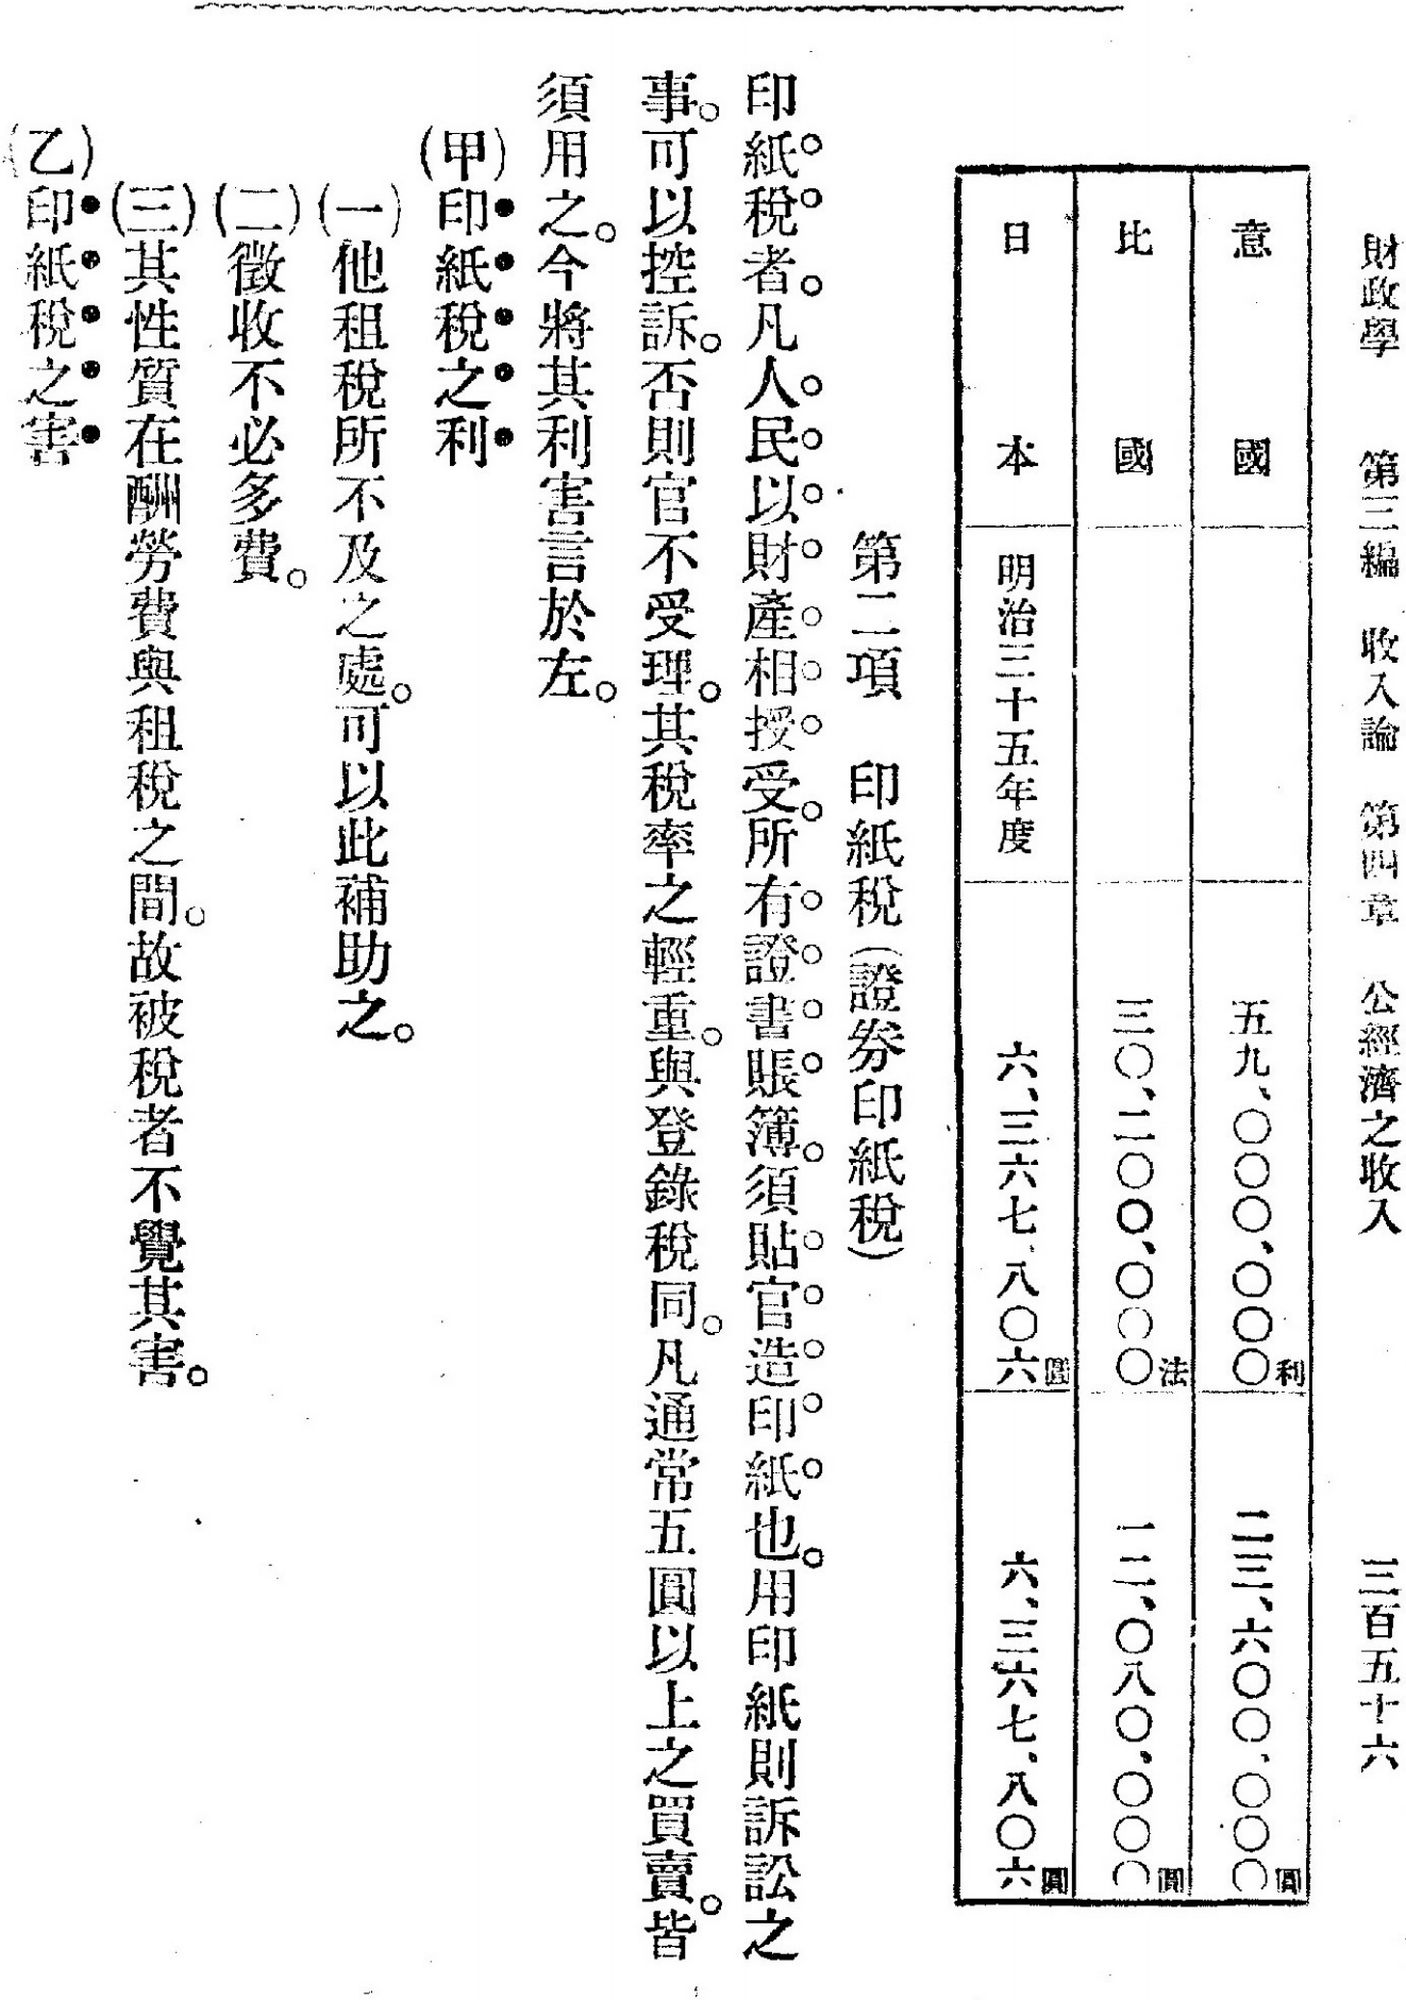 財政學　第三編　收入論　第四章　公經濟之收入　三百五十六
意國　五九、〇〇〇、〇〇〇利　二三、六〇〇、〇〇〇圓
比國　三〇、二〇〇、〇〇〇法　一二、〇八〇、〇〇〇圓
日本　明治三十五年度　六、三六七、八〇六圓　六、三六七、八〇六圓
第二項　印紙稅（證券印紙稅）
印紙稅者。凡人民以財產相授受。所有證書賬簿。須貼官造印紙也。用印紙則訴訟之
事。可以控訴。否則官不受理。其稅率之輕重。與登錄稅同。凡通常五圓以上之買賣。皆
須用之。今將其利害言於左。
（甲）印紙稅之利
（一）他租稅所不及之處。可以此補助之。
（二）徵收不必多費。
（三）其性質在酬勞費與租稅之間。故被稅者不覺其害。
（乙）印紙稅之害